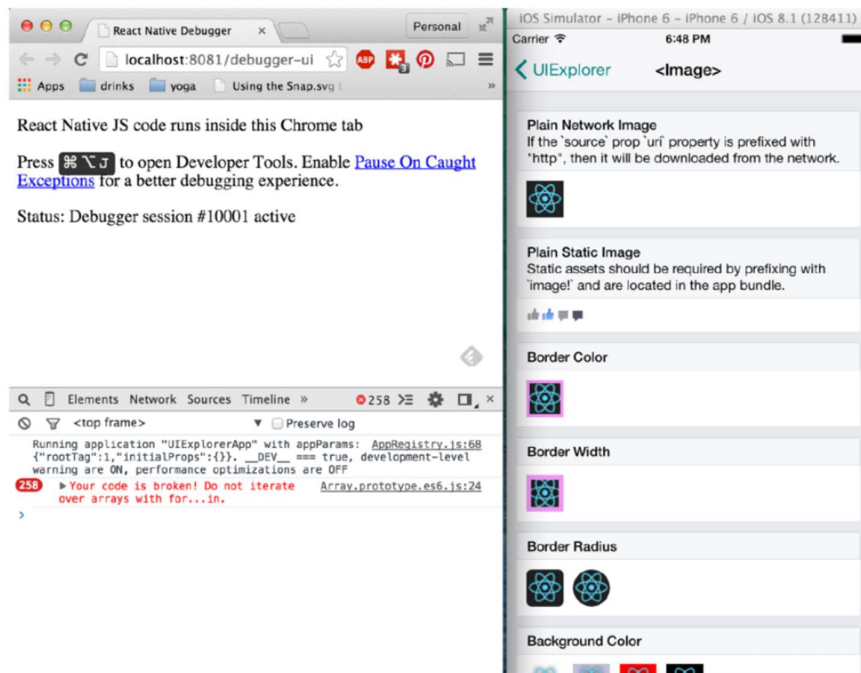 React Native Debugger
Personal
localhost:8081/debugger-ui
ABP
3
Apps
drinks
yoga
Using the Snap.svg
»
React Native JS code runs inside this Chrome tab
Press ⌘⌥J to open Developer Tools. Enable Pause On Caught
Exceptions for a better debugging experience.
Status: Debugger session #10001 active
Elements Network Sources Timeline » 258
<top frame> ▼ Preserve log
Running application "UIExplorerApp" with appParams: AppRegistry.js:68
{"rootTag":1,"initialProps":{}}. __DEV__ === true, development-level
warning are ON, performance optimizations are OFF
258 ▶Your code is broken! Do not iterate Array.prototype.es6.js:24
over arrays with for...in.
>
iOS Simulator – iPhone 6 – iPhone 6 / iOS 8.1 (12B411)
Carrier 6:48 PM
UIExplorer <Image>
Plain Network Image
If the `source` prop `uri` property is prefixed with
"http", then it will be downloaded from the network.
Plain Static Image
Static assets should be required by prefixing with
`image!` and are located in the app bundle.
Border Color
Border Width
Border Radius
Background Color